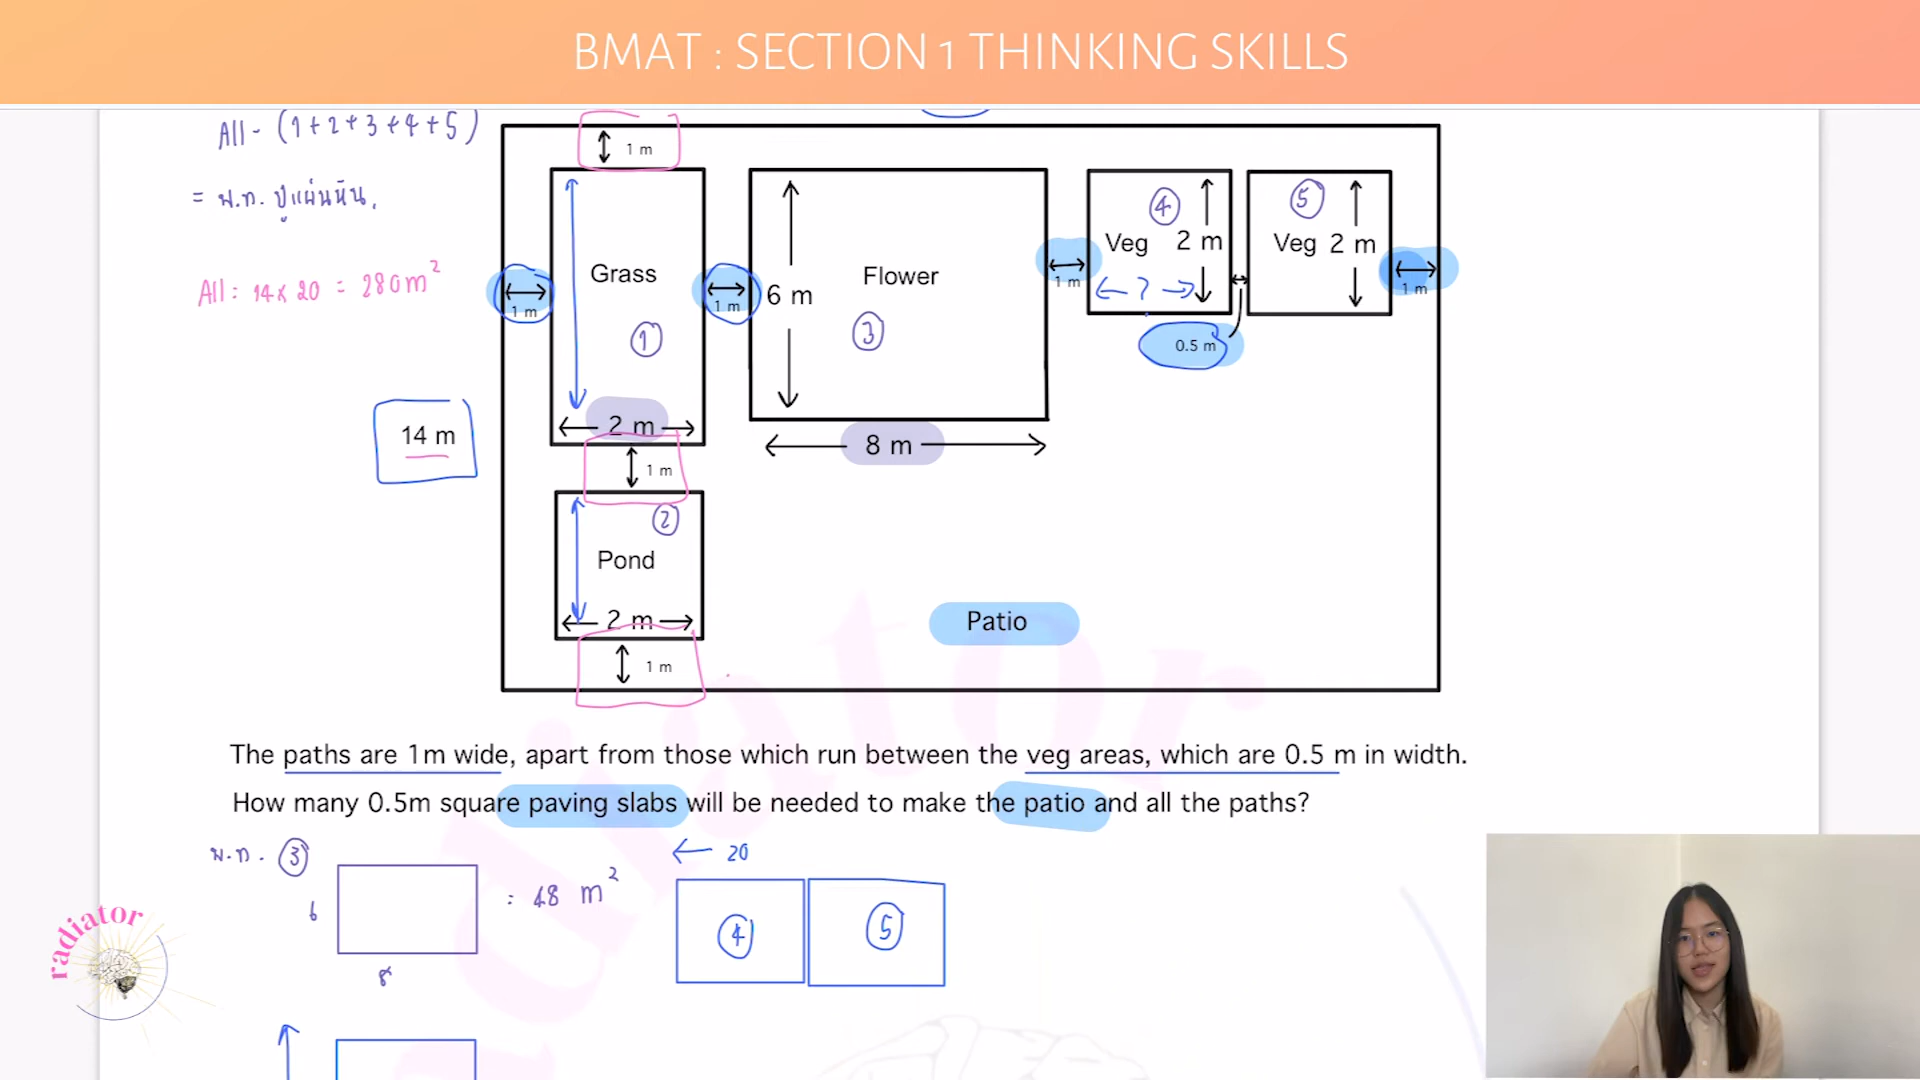 BMAT : SECTION 1 THINKING SKILLS
All - (1+2+3+4+5)
= พ.ท. ปูแผ่นหิน,
All: 14 x 20 = 280 m²
1 m
Grass
1
2 m
1 m
1 m
Flower
3
6 m
8 m
1 m
4
Veg 2 m
?
0.5 m
5
Veg 2 m
1 m
14 m
1 m
2
Pond
2 m
1 m
Patio
The paths are 1m wide, apart from those which run between the veg areas, which are 0.5 m in width.
How many 0.5m square paving slabs will be needed to make the patio and all the paths?
พ.ท. 3
6
8
= 48 m²
← 20
4
5
radiator
radiator